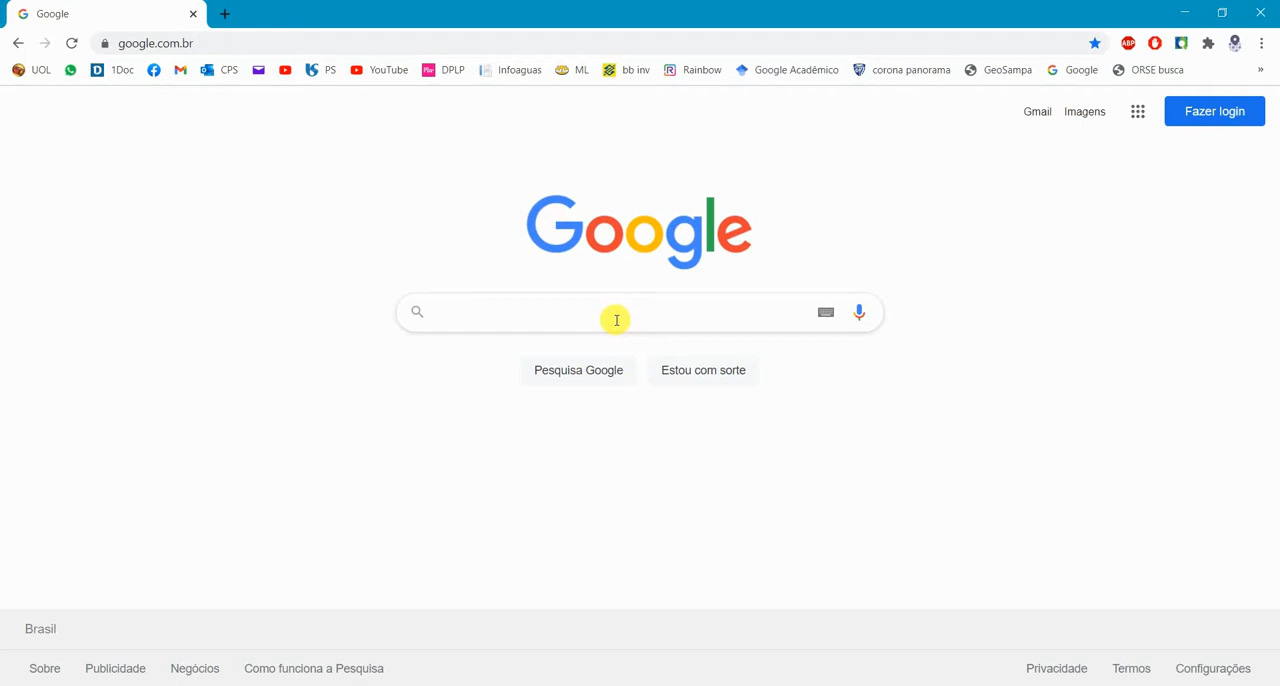 Google
google.com.br
ABP
UOL 1Doc CPS PS YouTube DPLP Infoaguas ML bb inv Rainbow Google Acadêmico corona panorama GeoSampa Google ORSE busca »
Gmail Imagens Fazer login
Google
Pesquisa Google Estou com sorte
Brasil
Sobre Publicidade Negócios Como funciona a Pesquisa Privacidade Termos Configurações